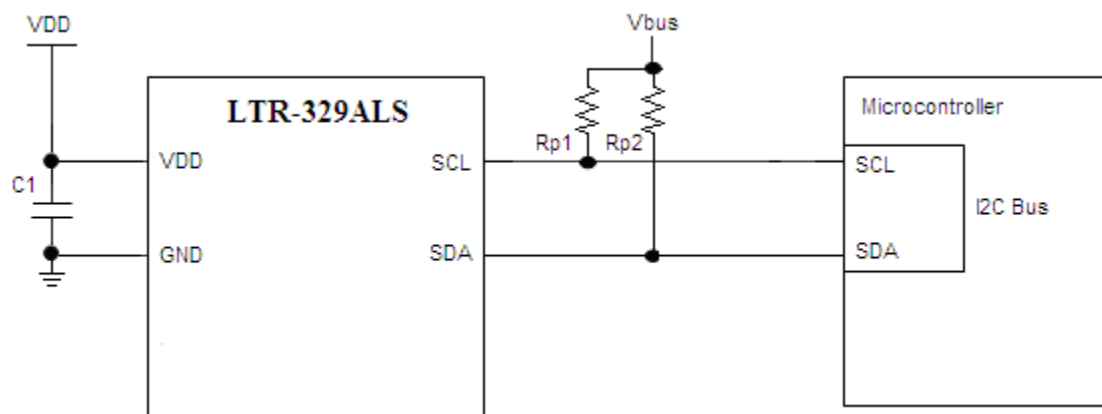 VDD
Vbus
LTR-329ALS
Microcontroller
Rp1
Rp2
VDD
SCL
SCL
C1
I2C Bus
GND
SDA
SDA